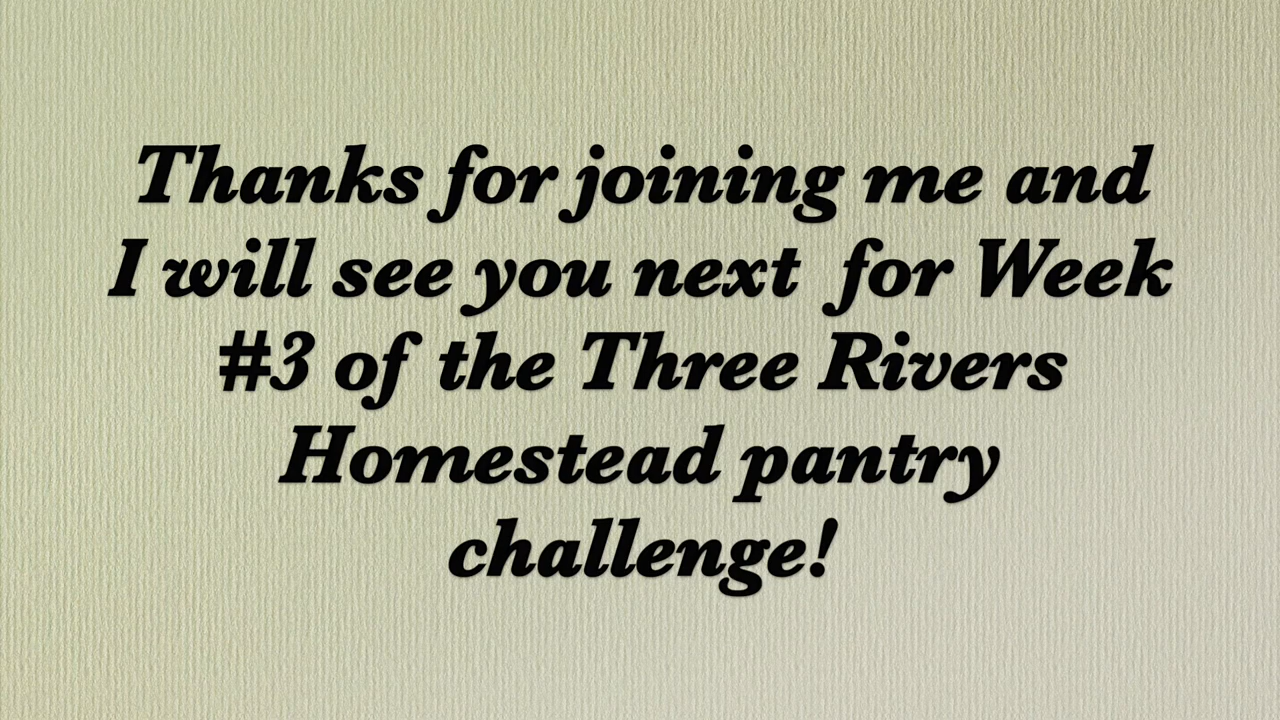 Thanks for joining me and
I will see you next  for Week
#3 of the Three Rivers
Homestead pantry
challenge!